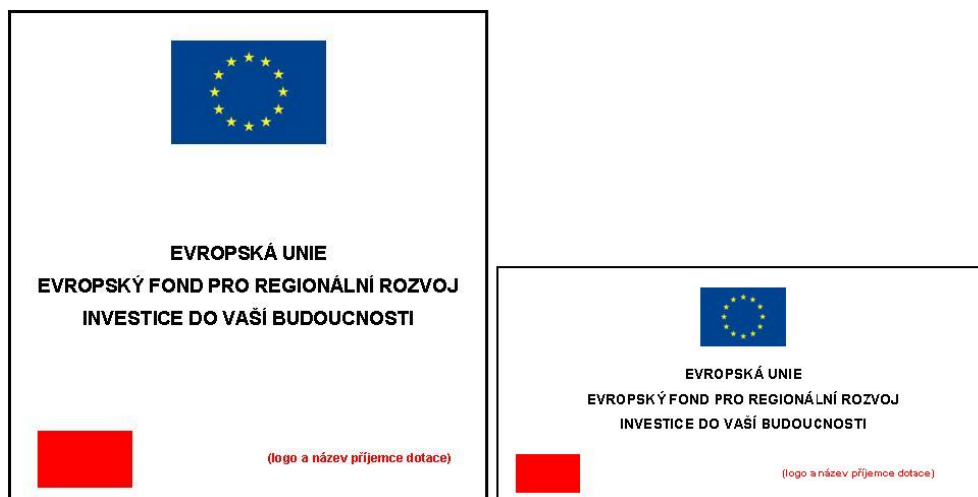 EVROPSKÁ UNIE
EVROPSKÝ FOND PRO REGIONÁLNÍ ROZVOJ
INVESTICE DO VAŠÍ BUDOUCNOSTI
(logo a název příjemce dotace)
EVROPSKÁ UNIE
EVROPSKÝ FOND PRO REGIONÁLNÍ ROZVOJ
INVESTICE DO VAŠÍ BUDOUCNOSTI
(logo a název příjemce dotace)